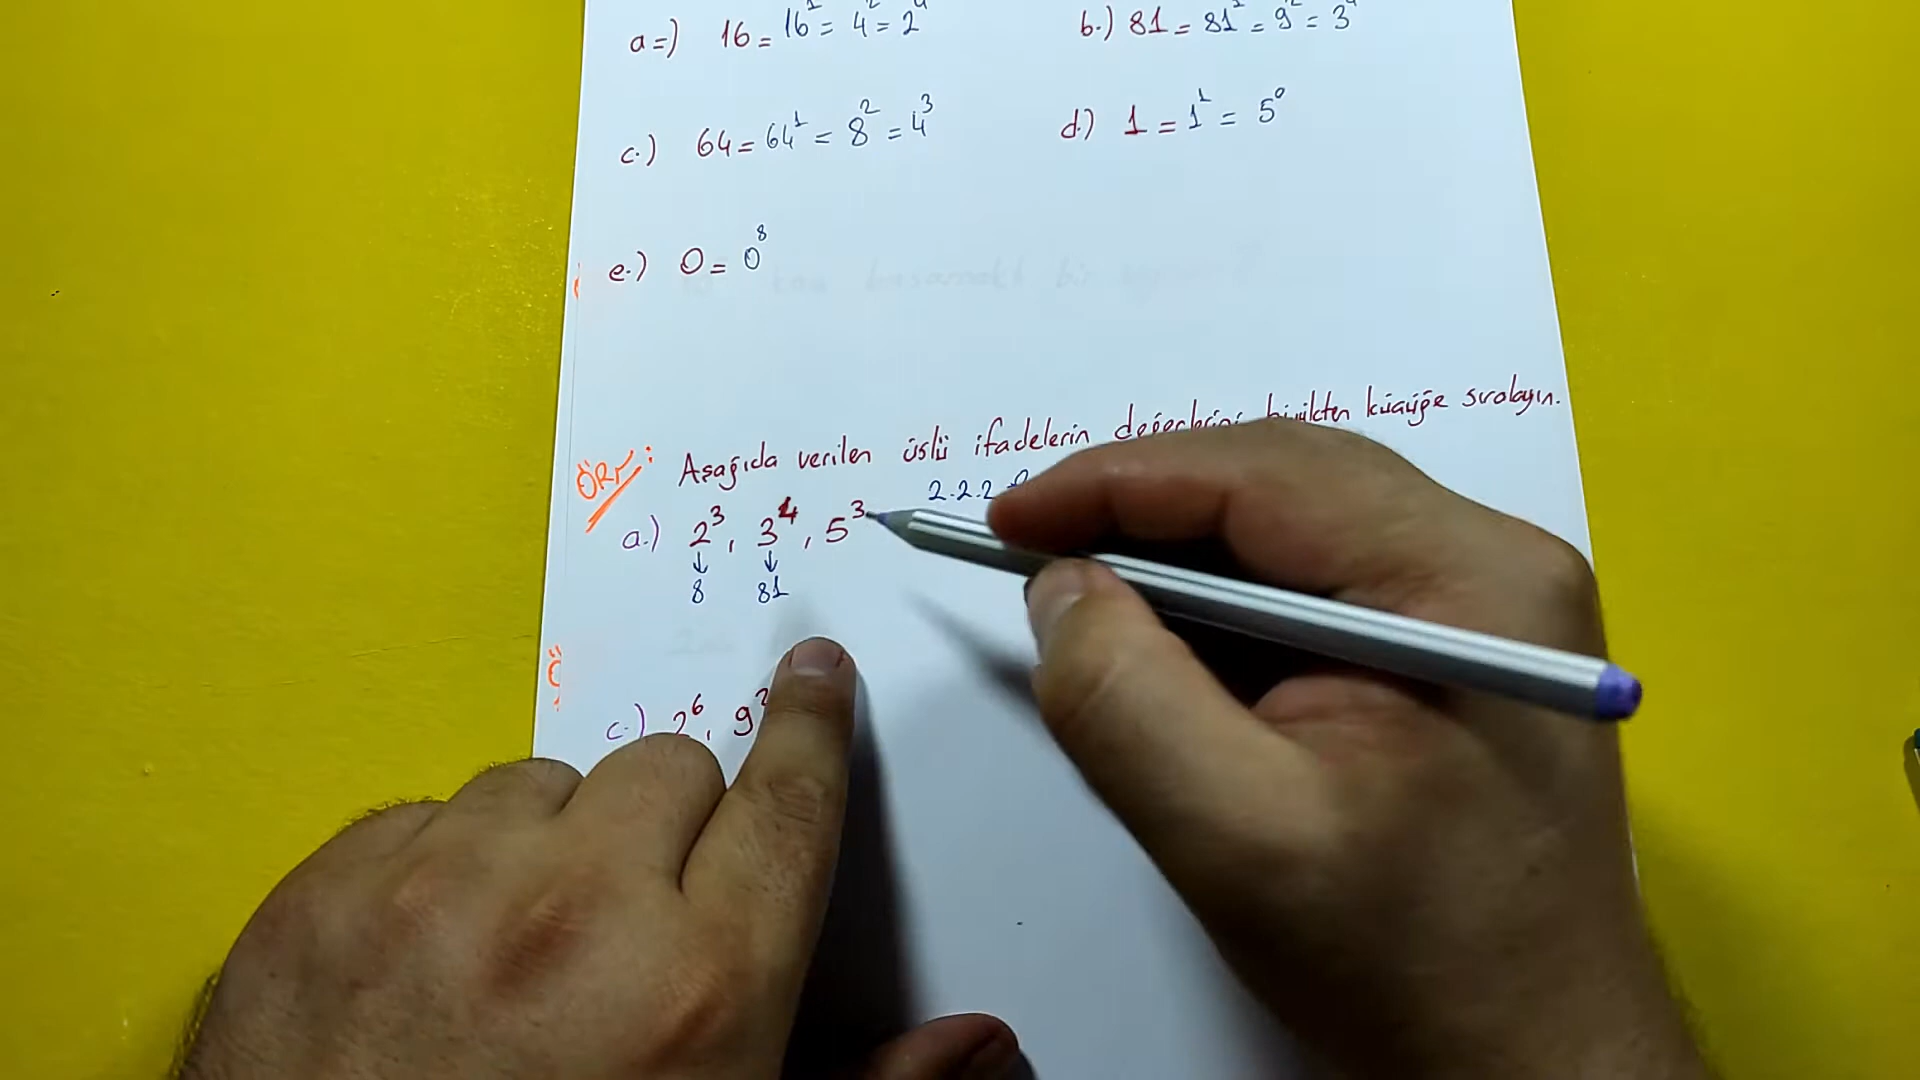 a=) 16 = 16¹ = 4² = 2⁴
b.) 81 = 81¹ = 9² = 3⁴
c.) 64 = 64¹ = 8² = 4³
d.) 1 = 1¹ = 5⁰
e.) 0 = 0⁸
ÖRN: Aşağıda verilen üslü ifadelerin değerlerini büyükten küçüğe sıralayın.
2.2.2
a.) 2³, 3⁴, 5³
↓ ↓
8 81
c.) 2⁶, 9²